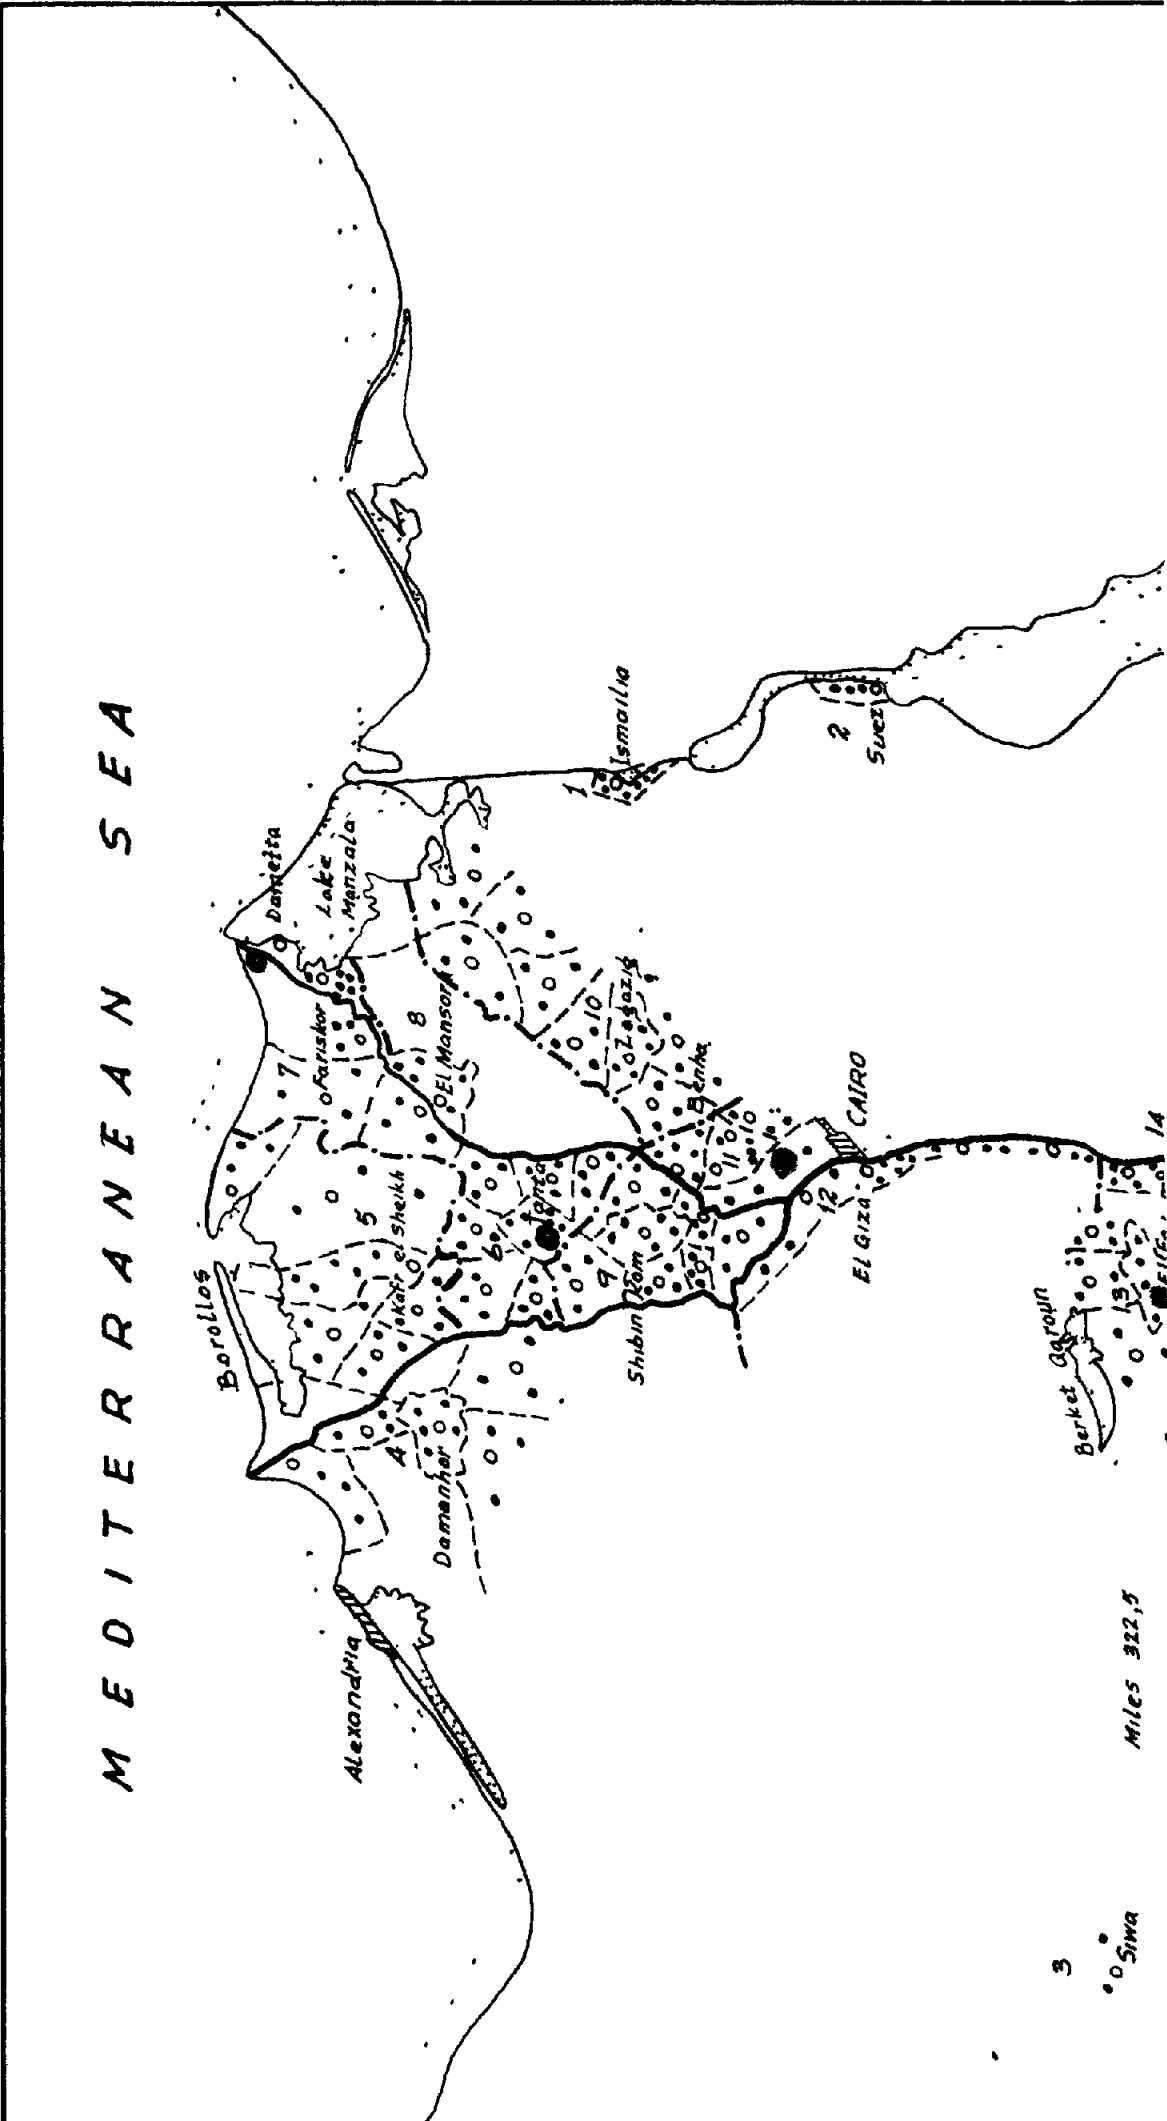 MEDITERRANEAN SEA
Borollos
Damietta
Lake
Manzala
7
Fariskor
Alexandria
5
Kafr el Sheikh
8
El Mansora
4
Damanhor
6
Tanta
1
Ismailia
10
Zagazig
9
Shibin Kom
Benha
10
11
2
Suez
12
CAIRO
El GIZA
Berket Qaroun
13
14
3
Siwa
Miles 322,5